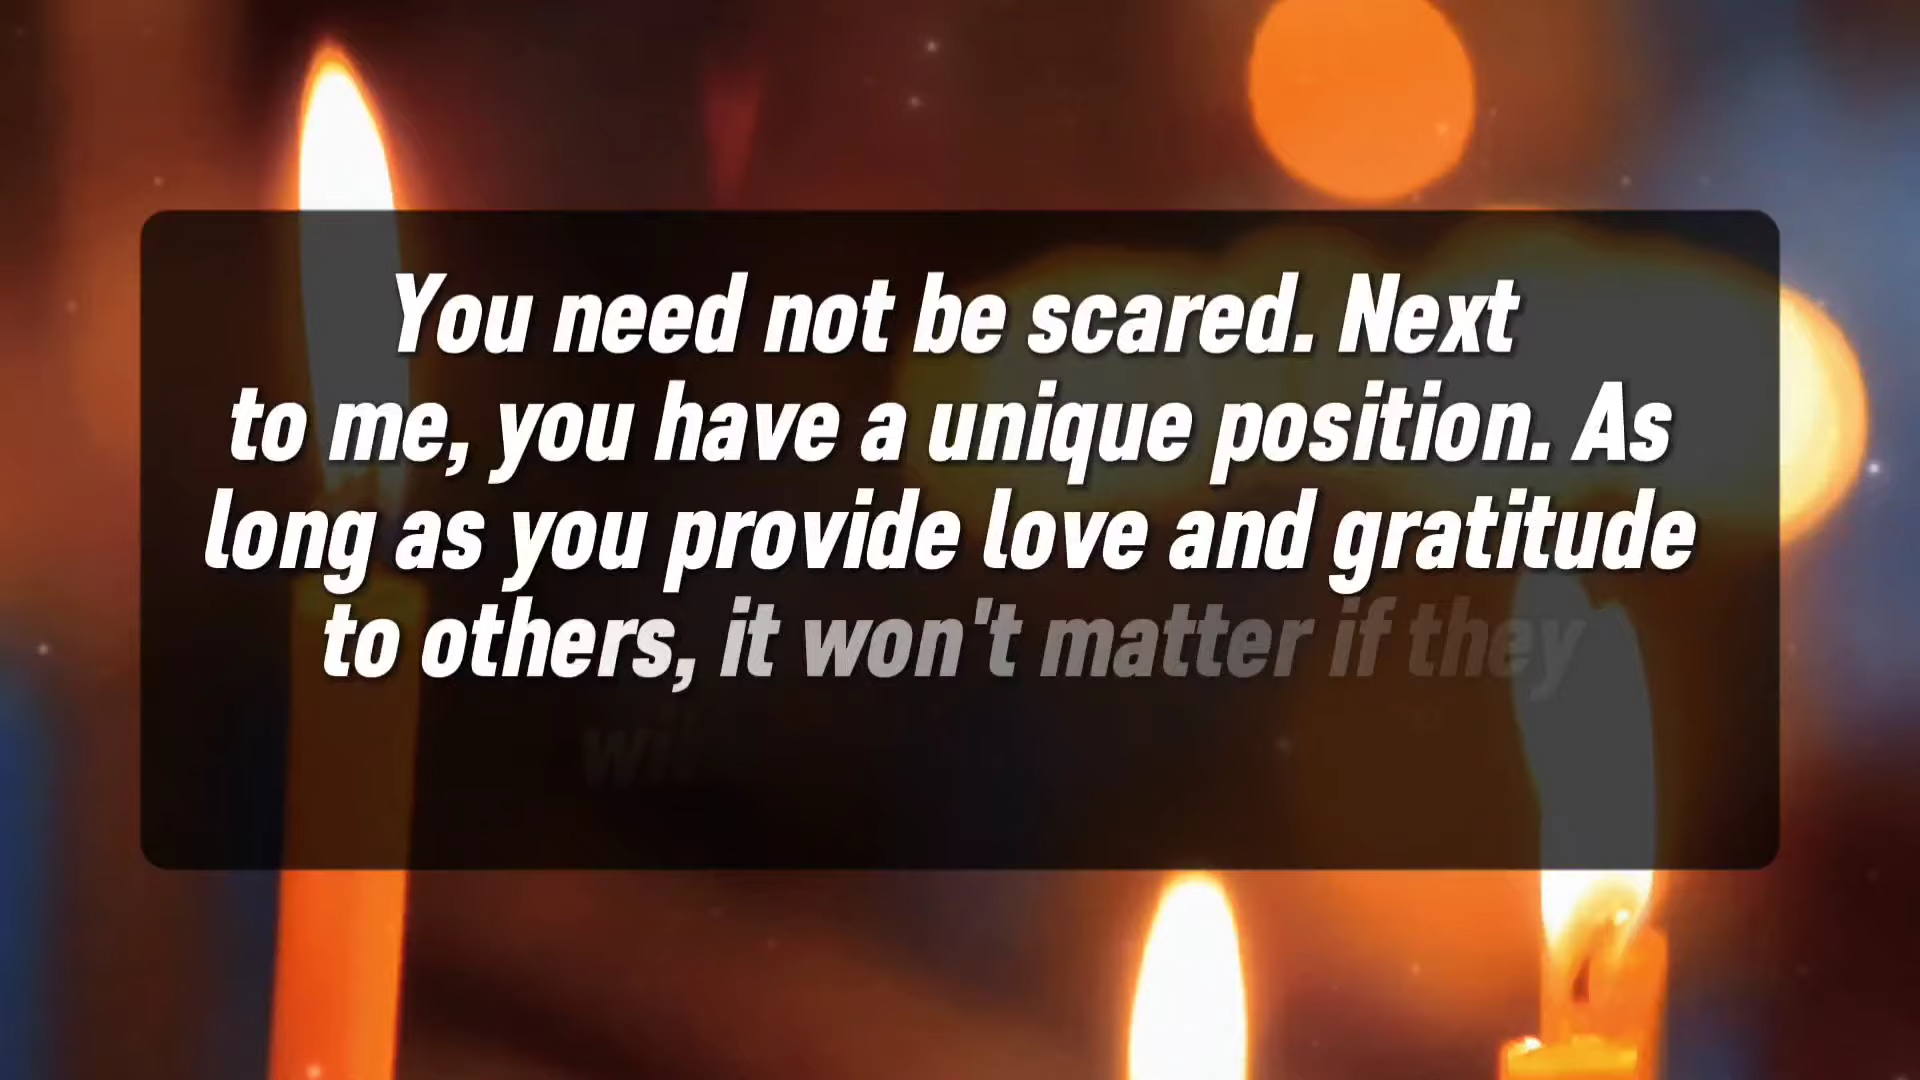 You need not be scared. Next
to me, you have a unique position. As
long as you provide love and gratitude
to others, it won't matter if they